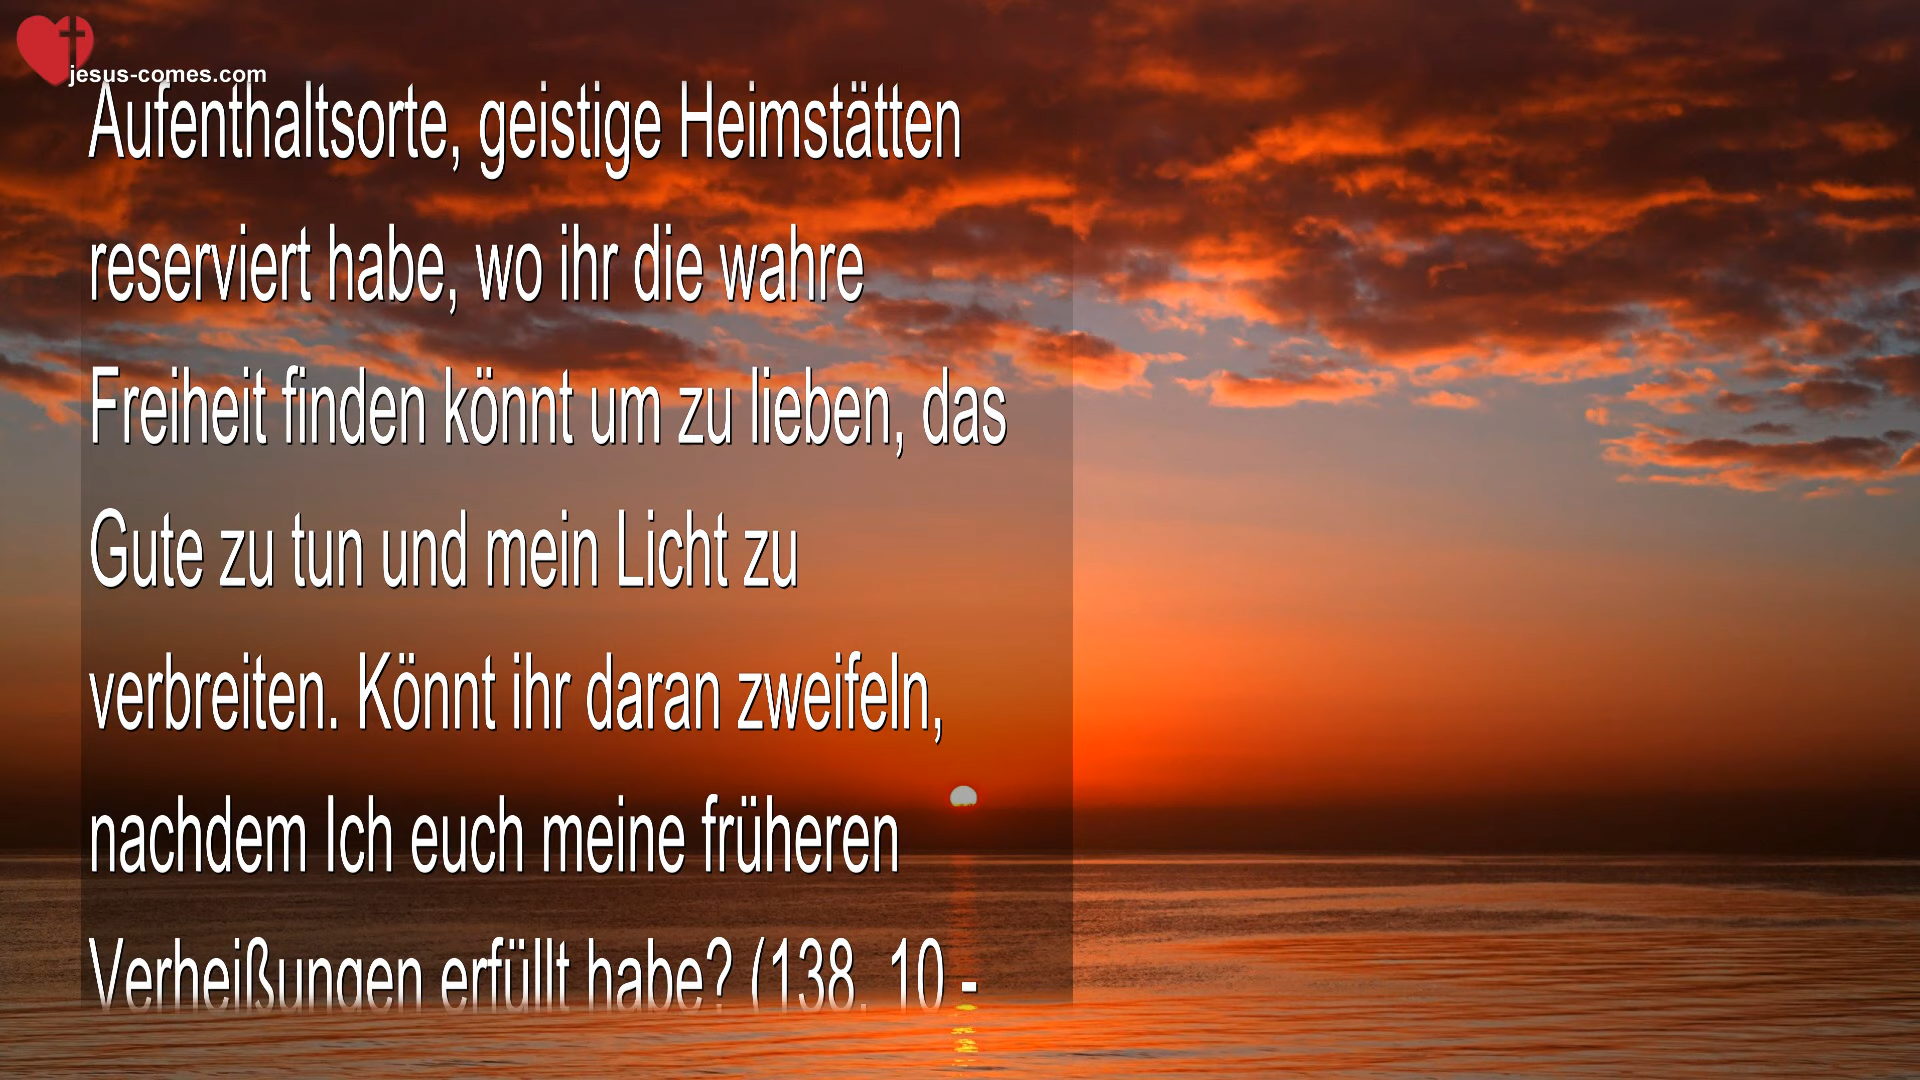 jesus-comes.com
Aufenthaltsorte, geistige Heimstätten
reserviert habe, wo ihr die wahre
Freiheit finden könnt um zu lieben, das
Gute zu tun und mein Licht zu
verbreiten. Könnt ihr daran zweifeln,
nachdem Ich euch meine früheren
Verheißungen erfüllt habe? (138, 10 -